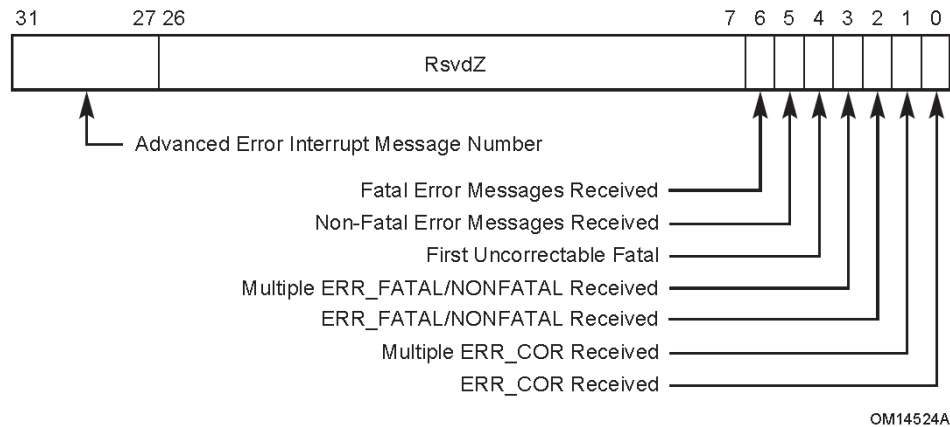 31 27 26 7 6 5 4 3 2 1 0
RsvdZ
Advanced Error Interrupt Message Number
Fatal Error Messages Received
Non-Fatal Error Messages Received
First Uncorrectable Fatal
Multiple ERR_FATAL/NONFATAL Received
ERR_FATAL/NONFATAL Received
Multiple ERR_COR Received
ERR_COR Received
OM14524A